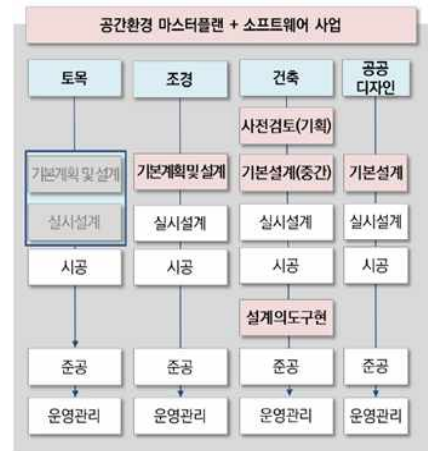 공간환경 마스터플랜 + 소프트웨어 사업
토목
조경
건축
공공
디자인
사전검토(기획)
기본계획 및 설계
기본계획및 설계
기본설계(중간)
기본설계
실시설계
실시설계
실시설계
실시설계
시공
시공
시공
시공
설계의도구현
준공
준공
준공
준공
운영관리
운영관리
운영관리
운영관리